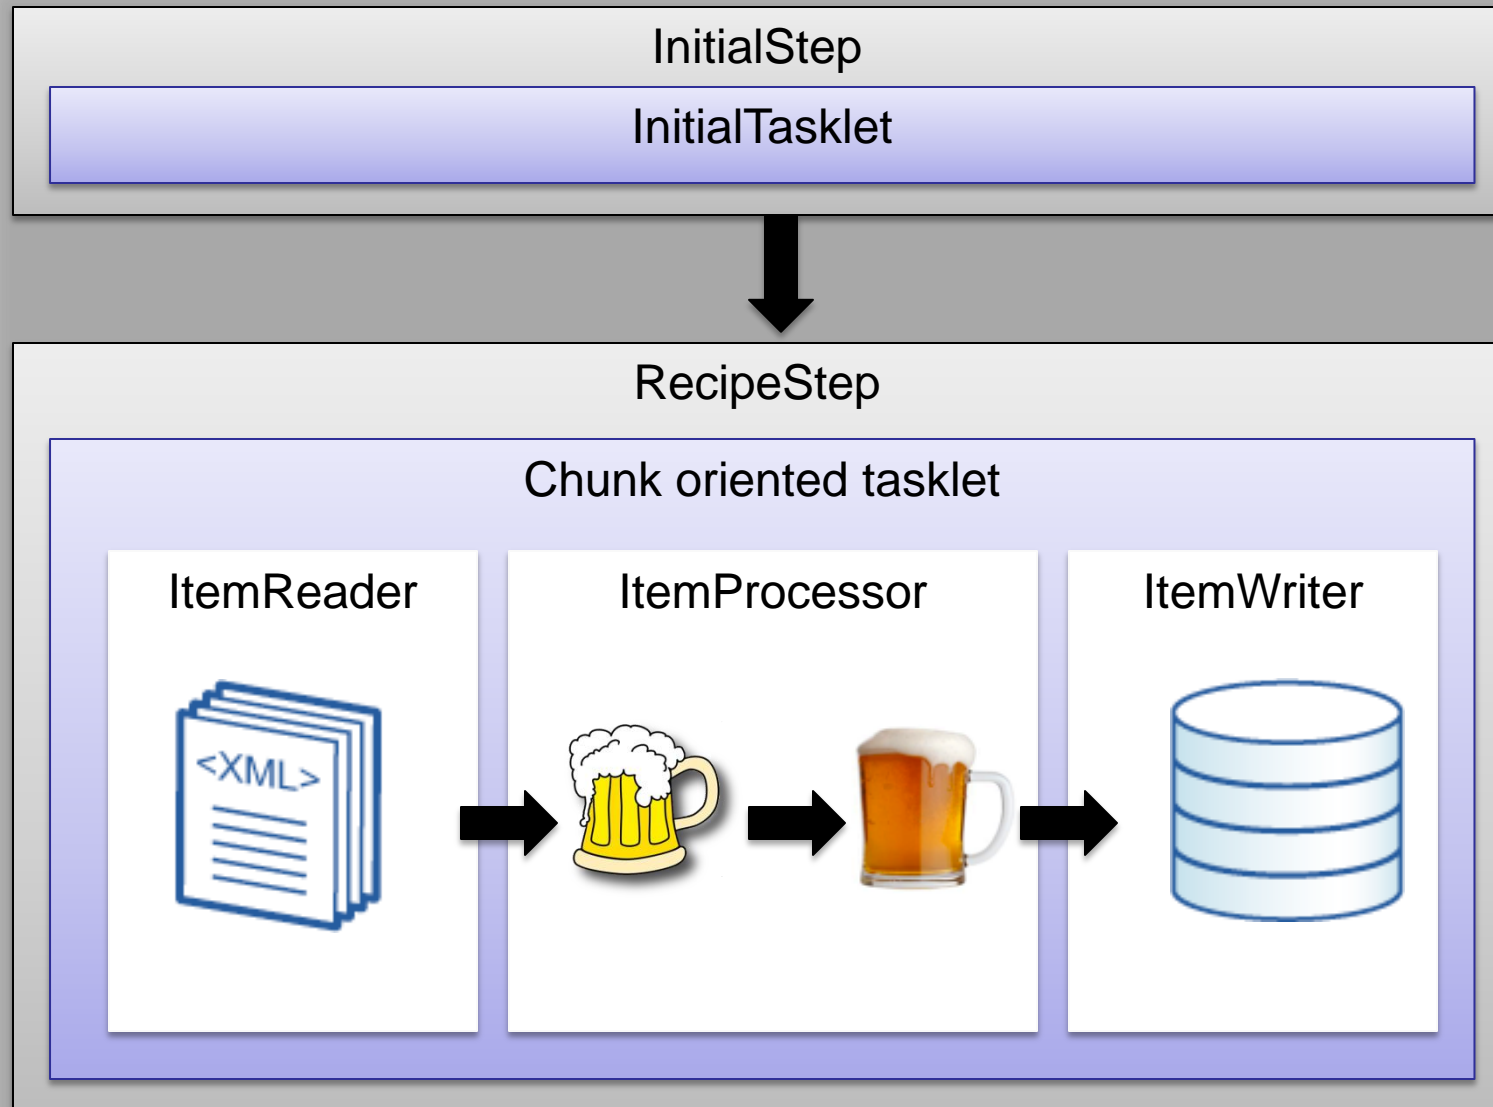 InitialStep
InitialTasklet
RecipeStep
Chunk oriented tasklet
ItemReader
ItemProcessor
ItemWriter
<XML>